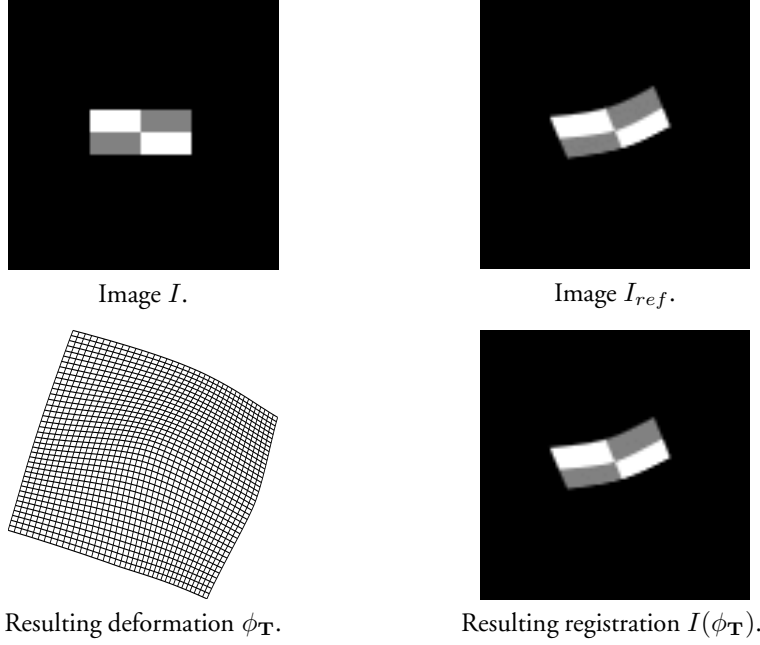 Image I.
Image I_{ref}.
Resulting deformation ϕ_𝐓.
Resulting registration I(ϕ_𝐓).